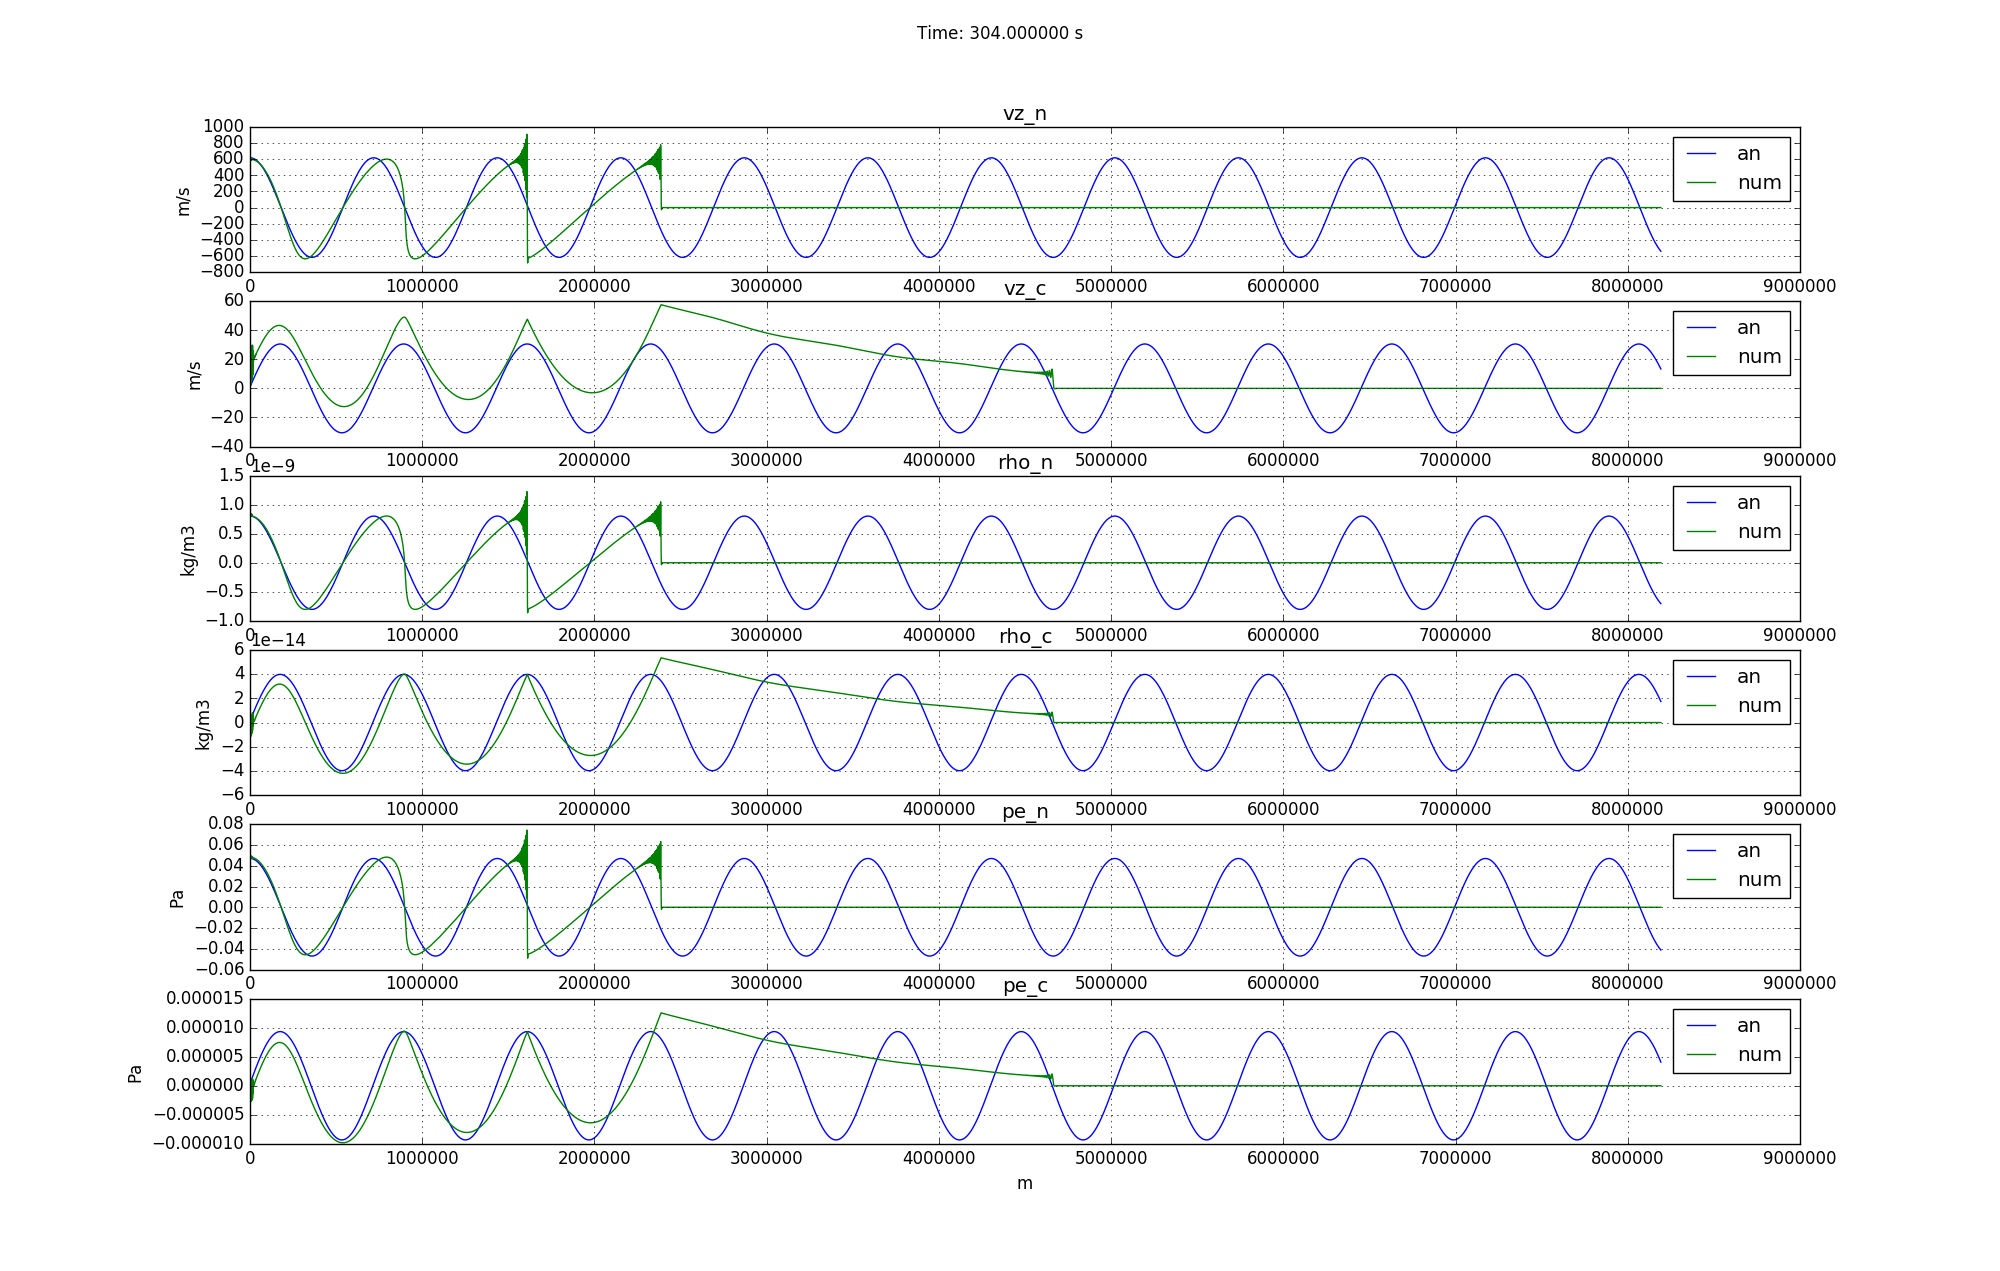 Time: 304.000000 s
vz_n
1000
800
600
400
200
0
−200
−400
−600
−800
m/s
an
num
0 1000000 2000000 3000000 4000000 5000000 6000000 7000000 8000000 9000000
vz_c
60
40
20
0
−20
−40
m/s
an
num
0 1000000 2000000 3000000 4000000 5000000 6000000 7000000 8000000 9000000
1e−9
rho_n
1.5
1.0
0.5
0.0
−0.5
−1.0
kg/m3
an
num
0 1000000 2000000 3000000 4000000 5000000 6000000 7000000 8000000 9000000
1e−14
rho_c
6
4
2
0
−2
−4
−6
kg/m3
an
num
0 1000000 2000000 3000000 4000000 5000000 6000000 7000000 8000000 9000000
pe_n
0.08
0.06
0.04
0.02
0.00
−0.02
−0.04
−0.06
Pa
an
num
0 1000000 2000000 3000000 4000000 5000000 6000000 7000000 8000000 9000000
pe_c
0.000015
0.000010
0.000005
0.000000
−0.000005
−0.000010
Pa
an
num
0 1000000 2000000 3000000 4000000 5000000 6000000 7000000 8000000 9000000
m